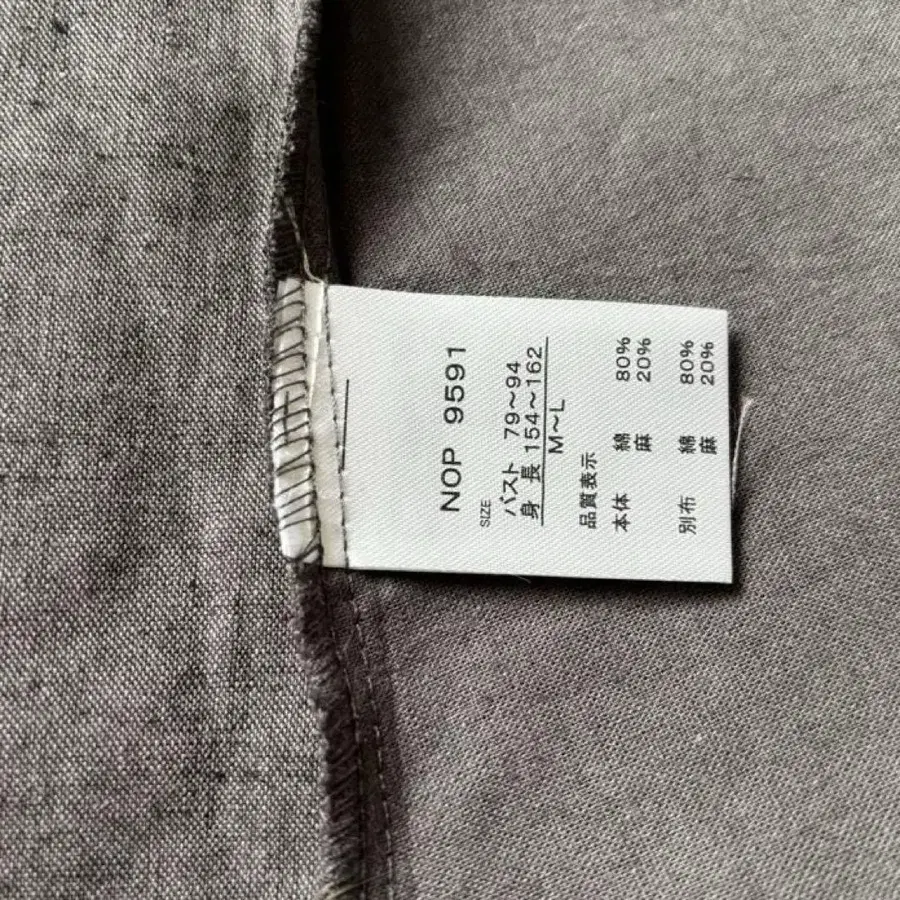 NOP 9591
SIZE
バスト 79～94
身 長 154～162
M～L
品質表示
本体 綿 80%
麻 20%
別布 綿 80%
麻 20%